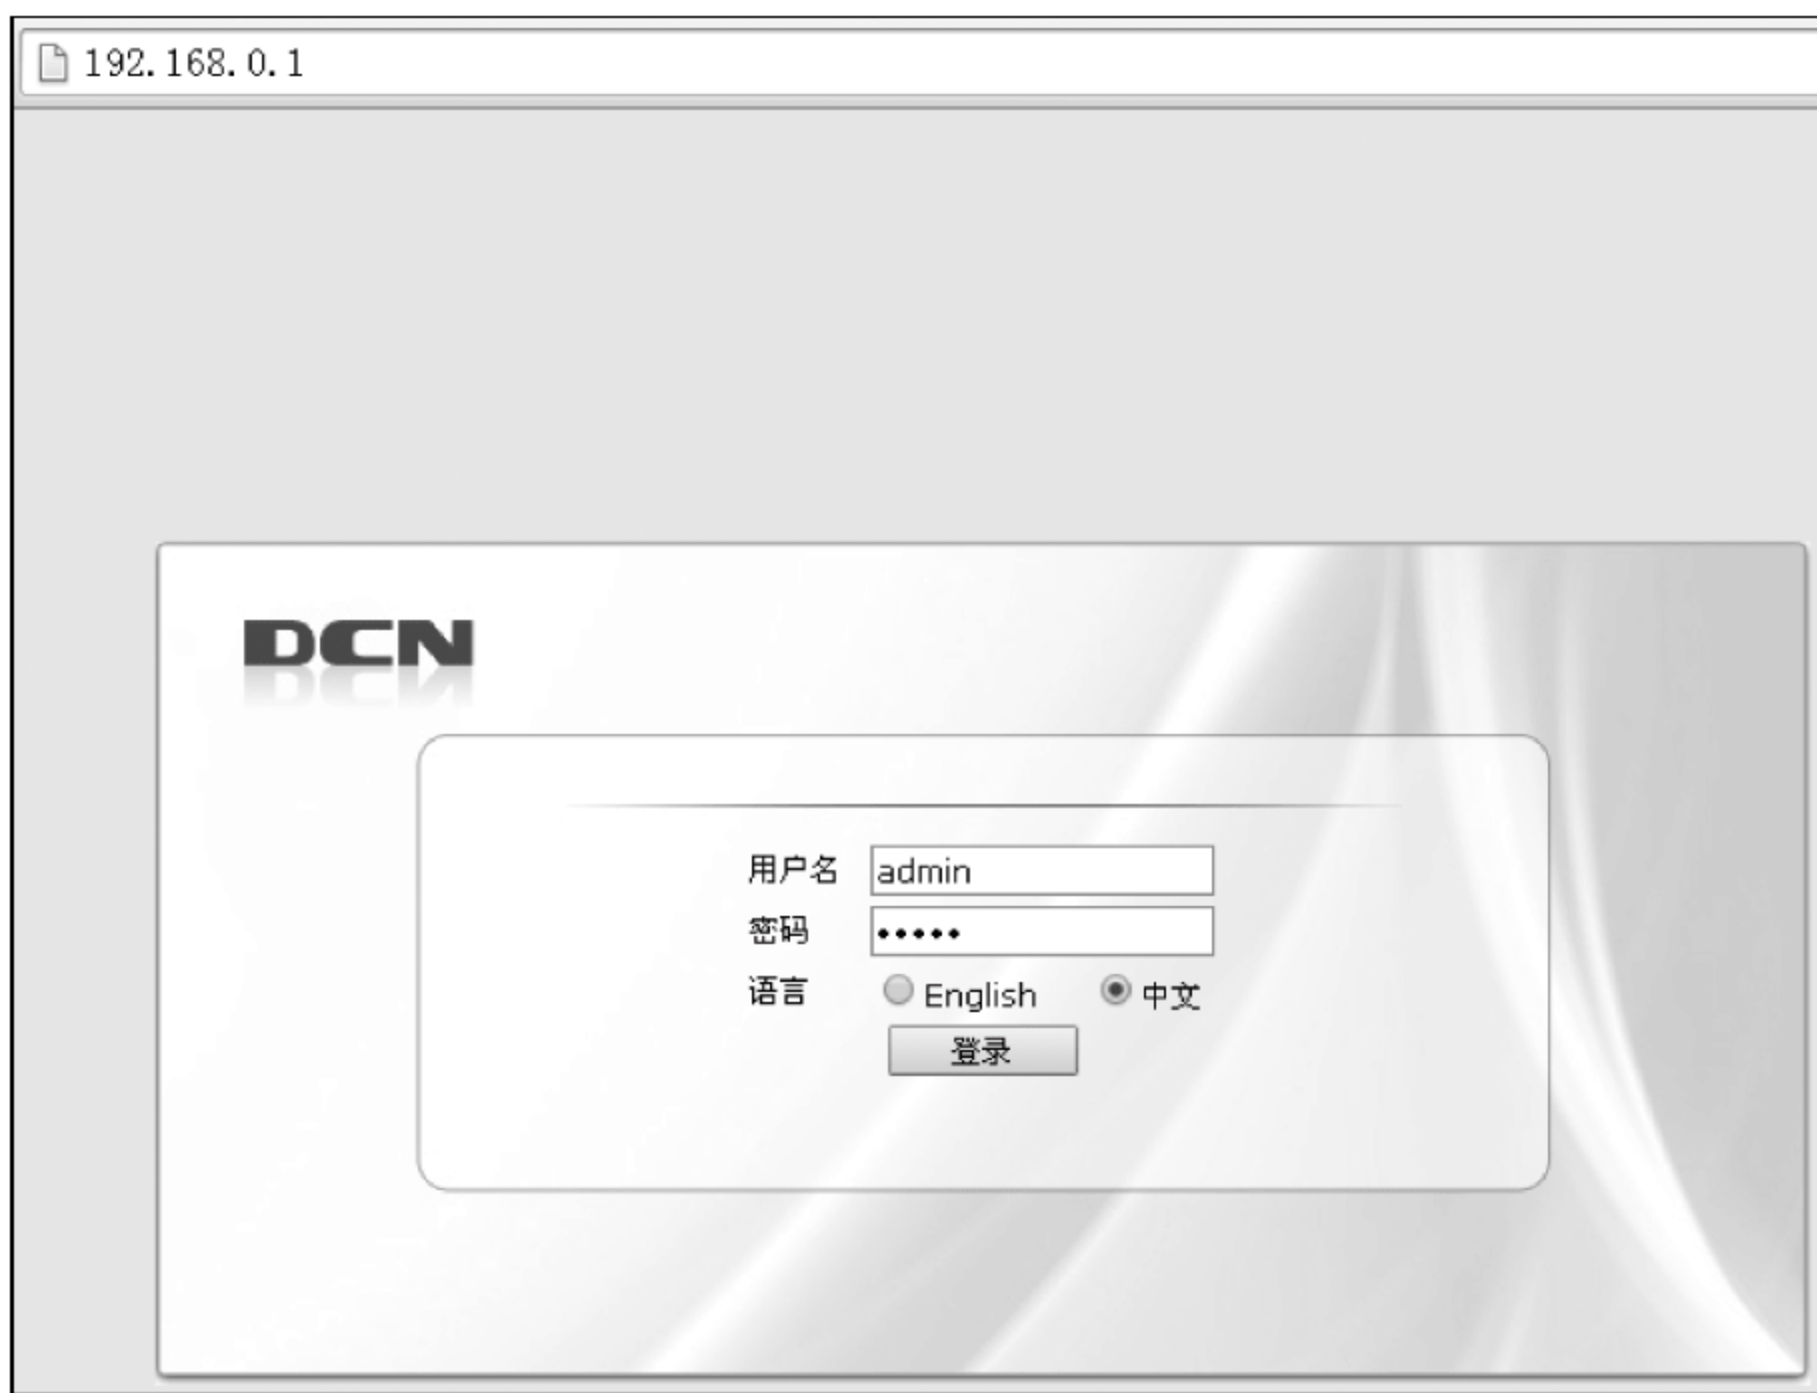 192.168.0.1
DCN
用户名 admin
密码 •••••
语言 English 中文
登录